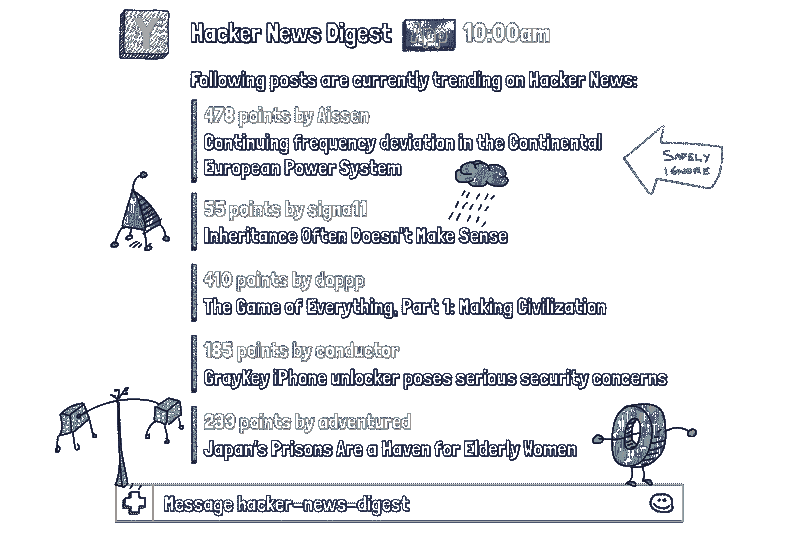 Y
Hacker News Digest App 10:00am
Following posts are currently trending on Hacker News:
478 points by Aissen
Continuing frequency deviation in the Continental
European Power System
SAFELY
IGNORE
55 points by signa11
Inheritance Often Doesn't Make Sense
410 points by doppp
The Game of Everything, Part 1: Making Civilization
185 points by conductor
GrayKey iPhone unlocker poses serious security concerns
239 points by adventured
Japan's Prisons Are a Haven for Elderly Women
Message hacker-news-digest